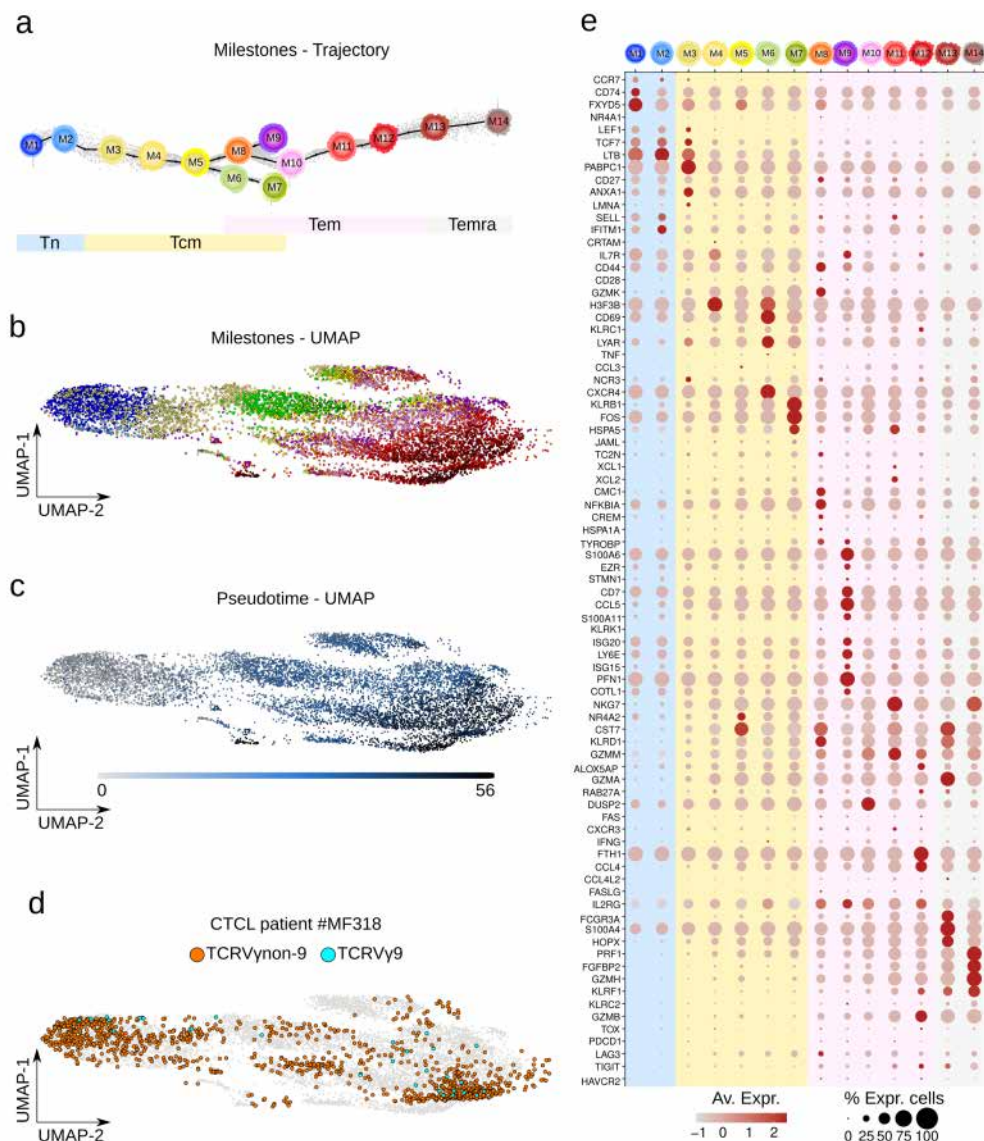 a
Milestones - Trajectory
M1 M2 M3 M4 M5 M8 M9 M6 M7 M10 M11 M12 M13 M14
Tem Temra
Tn Tcm
b
Milestones - UMAP
UMAP-1
UMAP-2
c
Pseudotime - UMAP
UMAP-1
0 56
UMAP-2
d
CTCL patient #MF318
TCRVγnon-9 TCRVγ9
UMAP-1
UMAP-2
e
M1 M2 M3 M4 M5 M6 M7 M8 M9 M10 M11 M12 M13 M14
CCR7
CD74
FXYD5
NR4A1
LEF1
TCF7
LTB
PABPC1
CD27
ANXA1
LMNA
SELL
IFITM1
CRTAM
IL7R
CD44
CD28
GZMK
H3F3B
CD69
KLRC1
LYAR
TNF
CCL3
NCR3
CXCR4
KLRB1
FOS
HSPA5
JAML
TC2N
XCL1
XCL2
CMC1
NFKBIA
CREM
HSPA1A
TYROBP
S100A6
EZR
STMN1
CD7
CCL5
S100A11
KLRK1
ISG20
LY6E
ISG15
PFN1
COTL1
NKG7
NR4A2
CST7
KLRD1
GZMM
ALOX5AP
GZMA
RAB27A
DUSP2
FAS
CXCR3
IFNG
FTH1
CCL4
CCL4L2
FASLG
IL2RG
FCGR3A
S100A4
HOPX
PRF1
FGFBP2
GZMH
KLRF1
KLRC2
GZMB
TOX
PDCD1
LAG3
TIGIT
HAVCR2
Av. Expr. % Expr. cells
−1 0 1 2 0 25 50 75 100